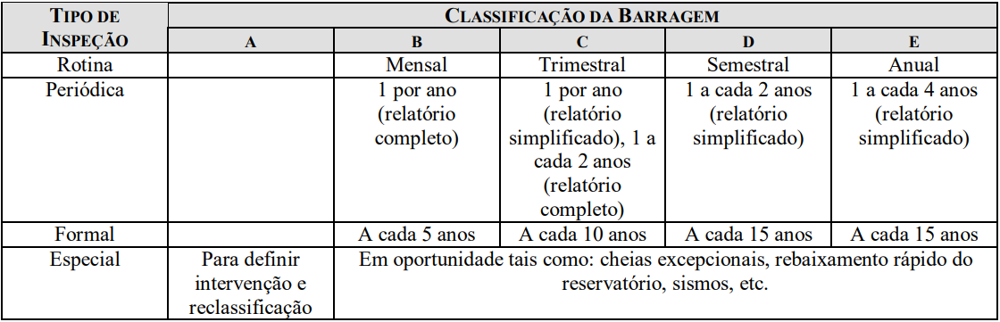 TIPO DE INSPEÇÃO
CLASSIFICAÇÃO DA BARRAGEM
A B C D E
Rotina Mensal Trimestral Semestral Anual
Periódica
1 por ano
(relatório
completo)
1 por ano
(relatório
simplificado), 1 a
cada 2 anos
(relatório
completo)
1 a cada 2 anos
(relatório
simplificado)
1 a cada 4 anos
(relatório
simplificado)
Formal A cada 5 anos A cada 10 anos A cada 15 anos A cada 15 anos
Especial
Para definir
intervenção e
reclassificação
Em oportunidade tais como: cheias excepcionais, rebaixamento rápido do
reservatório, sismos, etc.